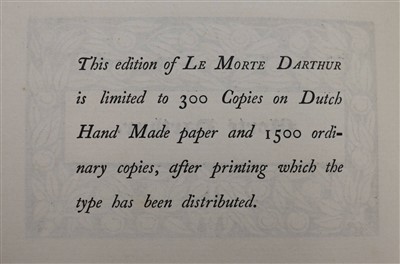 This edition of LE MORTE DARTHUR
is limited to 300 Copies on Dutch
Hand Made paper and 1500 ordi-
nary copies, after printing which the
type has been distributed.